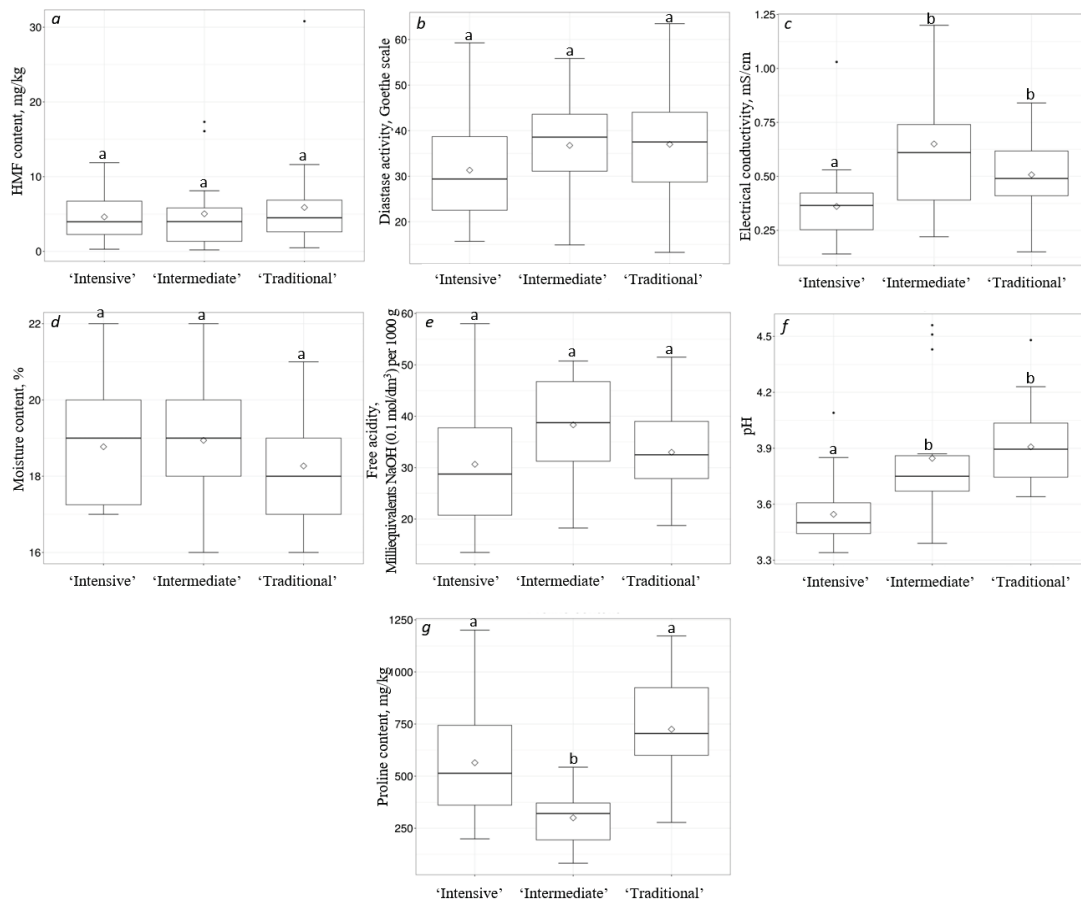 a
HMF content, mg/kg
30
20
10
0
a
a
a
'Intensive'
'Intermediate'
'Traditional'
b
Diastase activity, Goethe scale
60
50
40
30
20
a
a
a
'Intensive'
'Intermediate'
'Traditional'
c
Electrical conductivity, mS/cm
1.25
1.00
0.75
0.50
0.25
a
b
b
'Intensive'
'Intermediate'
'Traditional'
d
Moisture content, %
22
20
18
16
a
a
a
'Intensive'
'Intermediate'
'Traditional'
e
Free acidity,
Milliequivalents NaOH (0.1 mol/dm³) per 1000 g
60
50
40
30
20
a
a
a
'Intensive'
'Intermediate'
'Traditional'
f
pH
4.5
4.2
3.9
3.6
3.3
a
b
b
'Intensive'
'Intermediate'
'Traditional'
g
Proline content, mg/kg
1250
1000
750
500
250
a
b
a
'Intensive'
'Intermediate'
'Traditional'